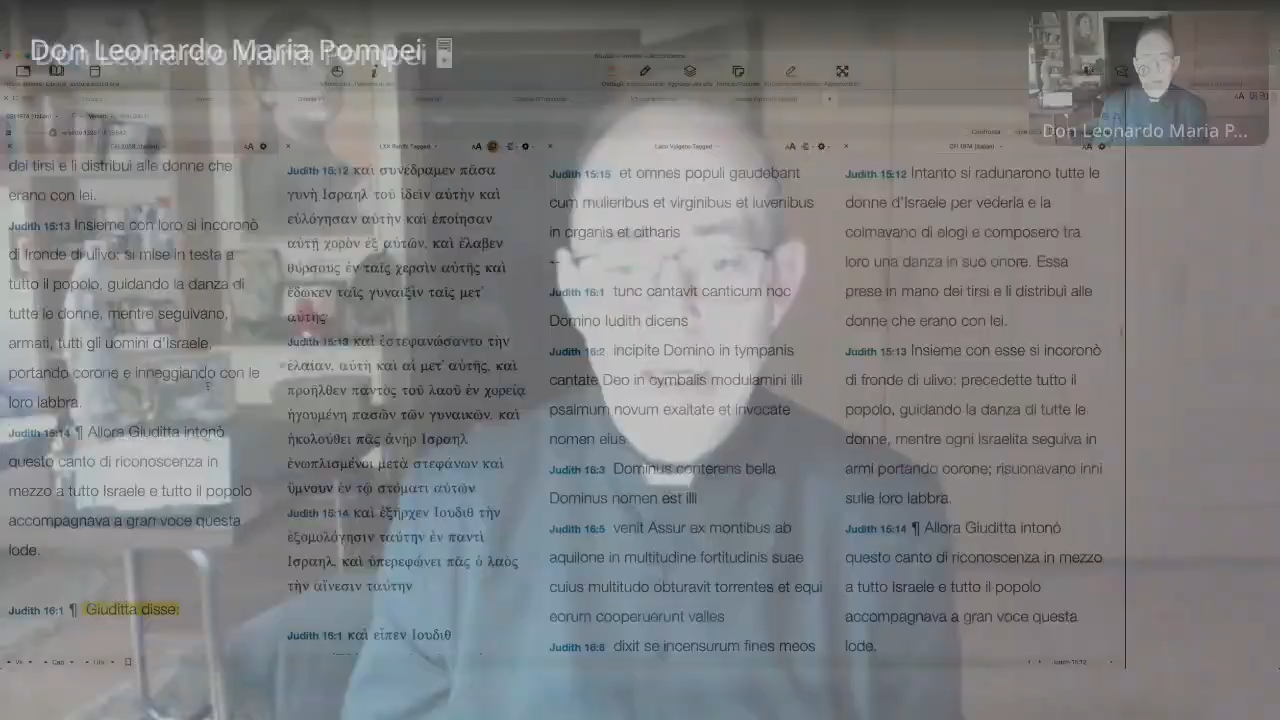 Don Leonardo Maria Pompei
Don Leonardo Maria P...
dei tirsi e li distribuì alle donne che
erano con lei.
Judith 15:13 Insieme con loro si incoronò
di fronde di ulivo; si mise in testa a
tutto il popolo, guidando la danza di
tutte le donne, mentre seguivano,
armati, tutti gli uomini d'Israele,
portando corone e inneggiando con le
loro labbra.
Judith 15:14 ¶ Allora Giuditta intonò
questo canto di riconoscenza in
mezzo a tutto Israele e tutto il popolo
accompagnava a gran voce questa
lode.
Judith 16:1 ¶ Giuditta disse:
LXX Rahlfs Tagged
Judith 15:12 καὶ συνέδραμεν πᾶσα
γυνὴ Ισραηλ τοῦ ἰδεῖν αὐτὴν καὶ
εὐλόγησαν αὐτὴν καὶ ἐποίησαν
αὐτῇ χορὸν ἐξ αὐτῶν, καὶ ἔλαβεν
θύρσους ἐν ταῖς χερσὶν αὐτῆς καὶ
ἔδωκεν ταῖς γυναιξὶν ταῖς μετ'
αὐτῆς
Judith 15:13 καὶ ἐστεφανώσαντο τὴν
ἐλαίαν, αὐτὴ καὶ αἱ μετ' αὐτῆς, καὶ
προῆλθεν παντὸς τοῦ λαοῦ ἐν χορείᾳ
ἡγουμένη πασῶν τῶν γυναικῶν, καὶ
ἠκολούθει πᾶς ἀνὴρ Ισραηλ
ἐνωπλισμένοι μετὰ στεφάνων καὶ
ὕμνουν ἐν τῷ στόματι αὐτῶν
Judith 15:14 καὶ ἐξῆρχεν Ιουδιθ τὴν
ἐξομολόγησιν ταύτην ἐν παντὶ
Ισραηλ, καὶ ὑπερεφώνει πᾶς ὁ λαὸς
τὴν αἴνεσιν ταύτην
Judith 16:1 καὶ εἶπεν Ιουδιθ
Latin Vulgate-Tagged
Judith 15:15 et omnes populi gaudebant
cum mulieribus et virginibus et iuvenibus
in organis et citharis
Judith 16:1 tunc cantavit canticum hoc
Domino Iudith dicens
Judith 16:2 incipite Domino in tympanis
cantate Deo in cymbalis modulamini illi
psalmum novum exaltate et invocate
nomen eius
Judith 16:3 Dominus conterens bella
Dominus nomen est illi
Judith 16:5 venit Assur ex montibus ab
aquilone in multitudine fortitudinis suae
cuius multitudo obturavit torrentes et equi
eorum cooperuerunt valles
Judith 16:6 dixit se incensurum fines meos
CEI 1974 (Italian)
Judith 15:12 Intanto si radunarono tutte le
donne d'Israele per vederla e la
colmavano di elogi e composero tra
loro una danza in suo onore. Essa
prese in mano dei tirsi e li distribuì alle
donne che erano con lei.
Judith 15:13 Insieme con esse si incoronò
di fronde di ulivo: precedette tutto il
popolo, guidando la danza di tutte le
donne, mentre ogni Israelita seguiva in
armi portando corone; risuonavano inni
sulle loro labbra.
Judith 15:14 ¶ Allora Giuditta intonò
questo canto di riconoscenza in mezzo
a tutto Israele e tutto il popolo
accompagnava a gran voce questa
lode.
Judith 15:12